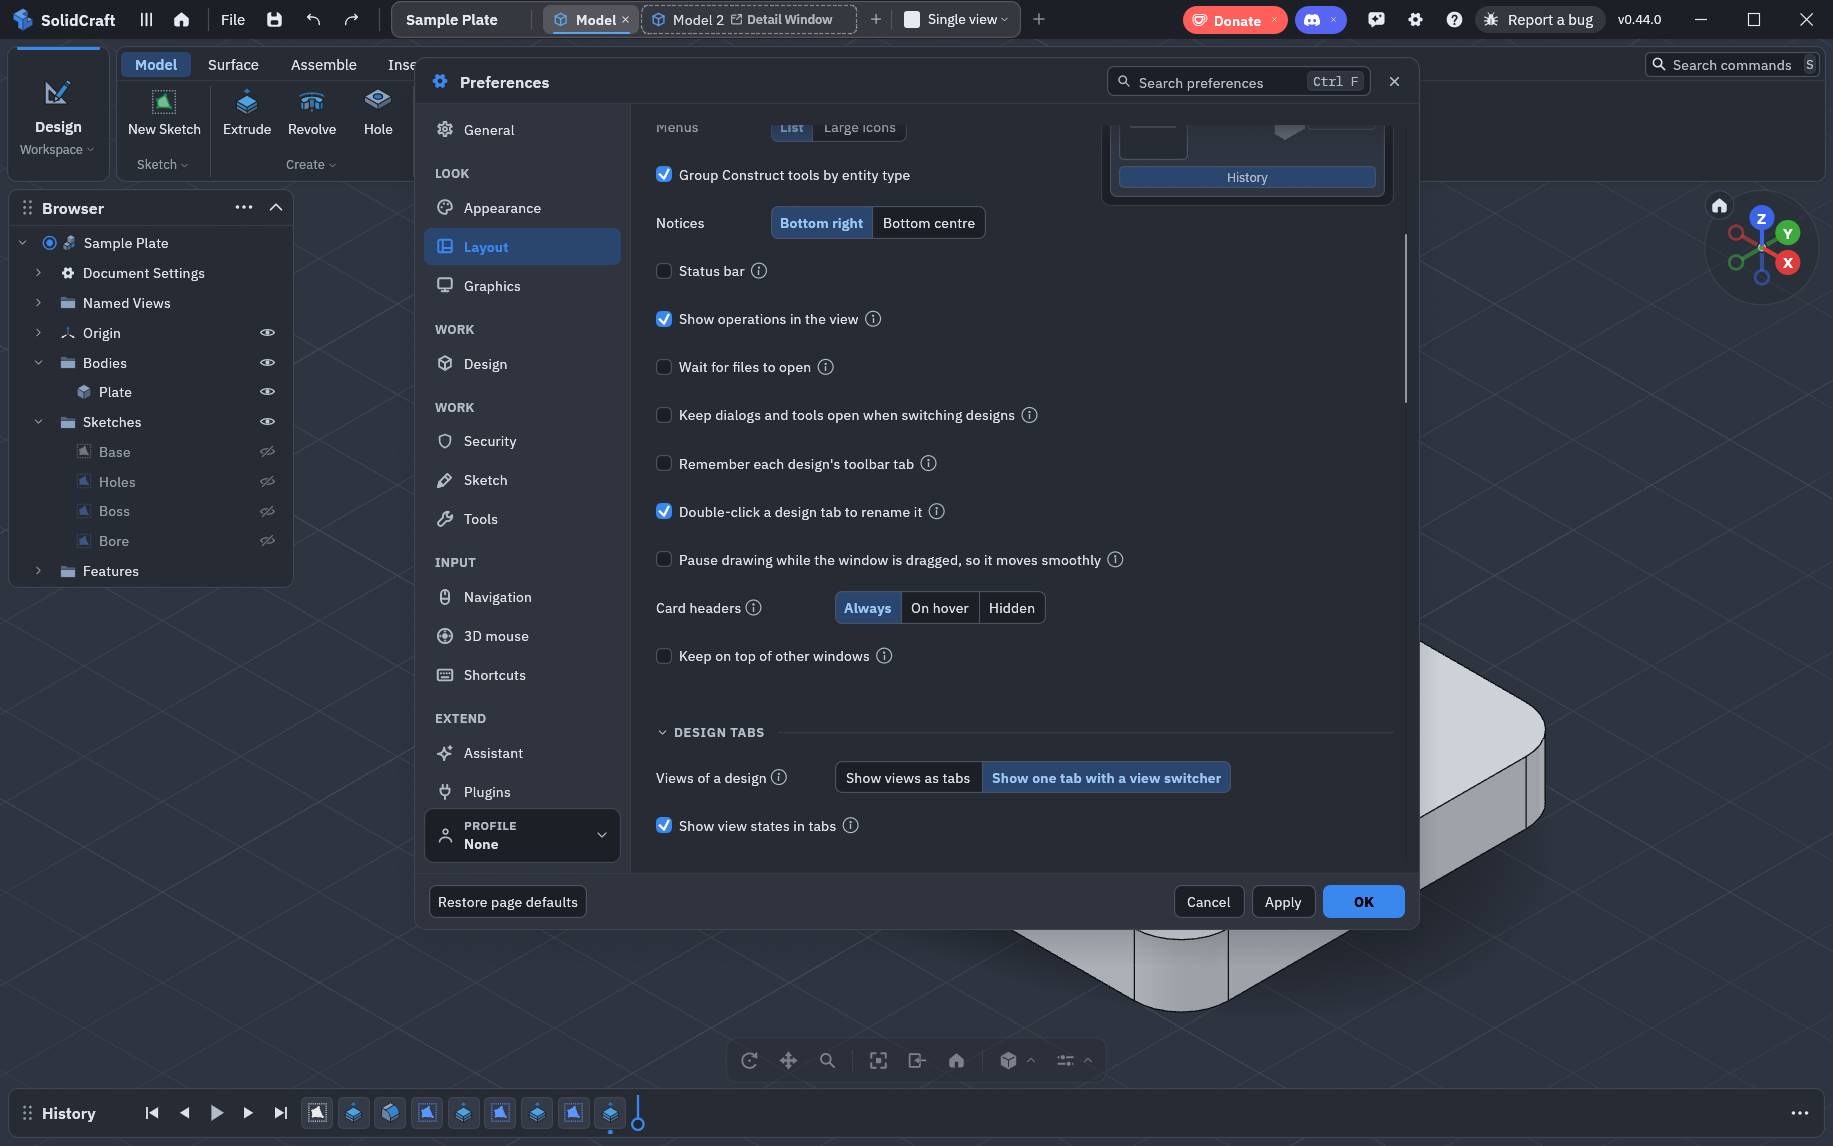 SolidCraft
File
Sample Plate
Model
Model 2
Detail Window
Single view
Donate
Report a bug
v0.44.0
Design
Workspace
Model
Surface
Assemble
Inse
Search commands
S
New Sketch
Extrude
Revolve
Hole
Sketch
Create
Browser
Sample Plate
Document Settings
Named Views
Origin
Bodies
Plate
Sketches
Base
Holes
Boss
Bore
Features
Preferences
Search preferences
Ctrl F
General
LOOK
Appearance
Layout
Graphics
WORK
Design
WORK
Security
Sketch
Tools
INPUT
Navigation
3D mouse
Shortcuts
EXTEND
Assistant
Plugins
PROFILE
None
Menus
List
Large icons
Group Construct tools by entity type
History
Notices
Bottom right
Bottom centre
Status bar
Show operations in the view
Wait for files to open
Keep dialogs and tools open when switching designs
Remember each design's toolbar tab
Double-click a design tab to rename it
Pause drawing while the window is dragged, so it moves smoothly
Card headers
Always
On hover
Hidden
Keep on top of other windows
DESIGN TABS
Views of a design
Show views as tabs
Show one tab with a view switcher
Show view states in tabs
Restore page defaults
Cancel
Apply
OK
Z
Y
X
History